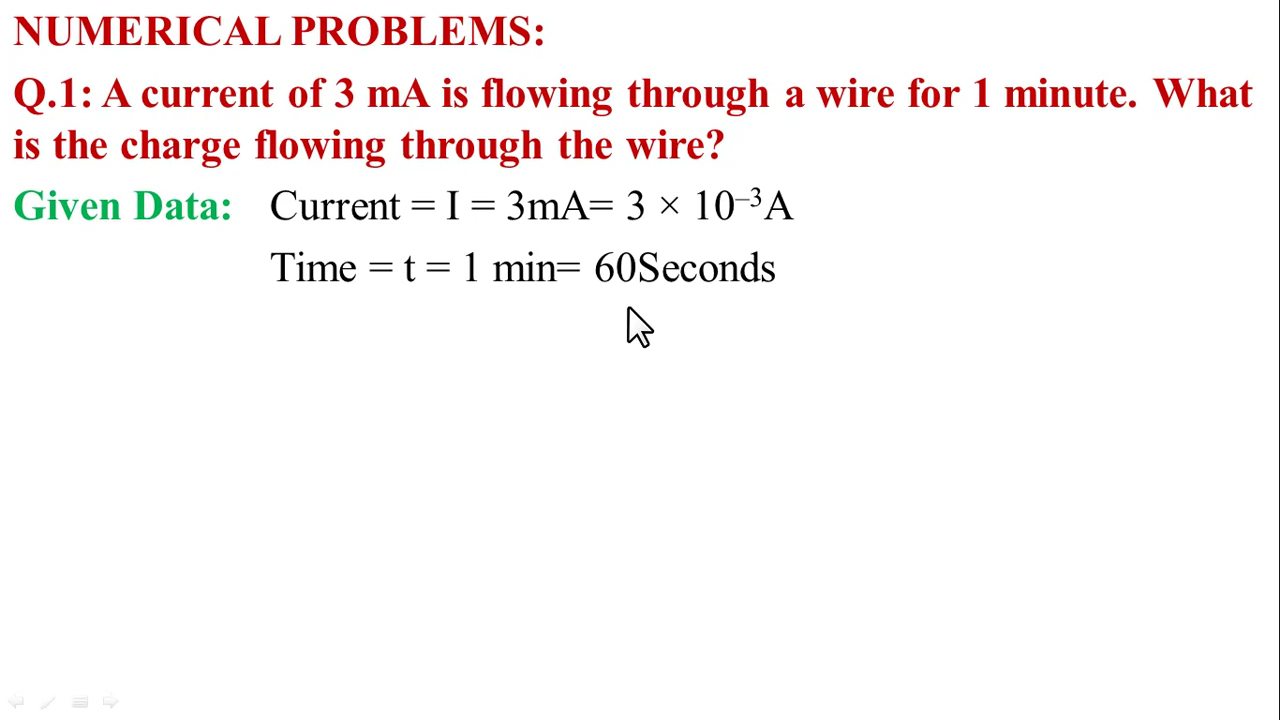 NUMERICAL PROBLEMS:
Q.1: A current of 3 mA is flowing through a wire for 1 minute. What
is the charge flowing through the wire?
Given Data: Current = I = 3mA= 3 × 10⁻³A
Time = t = 1 min= 60Seconds